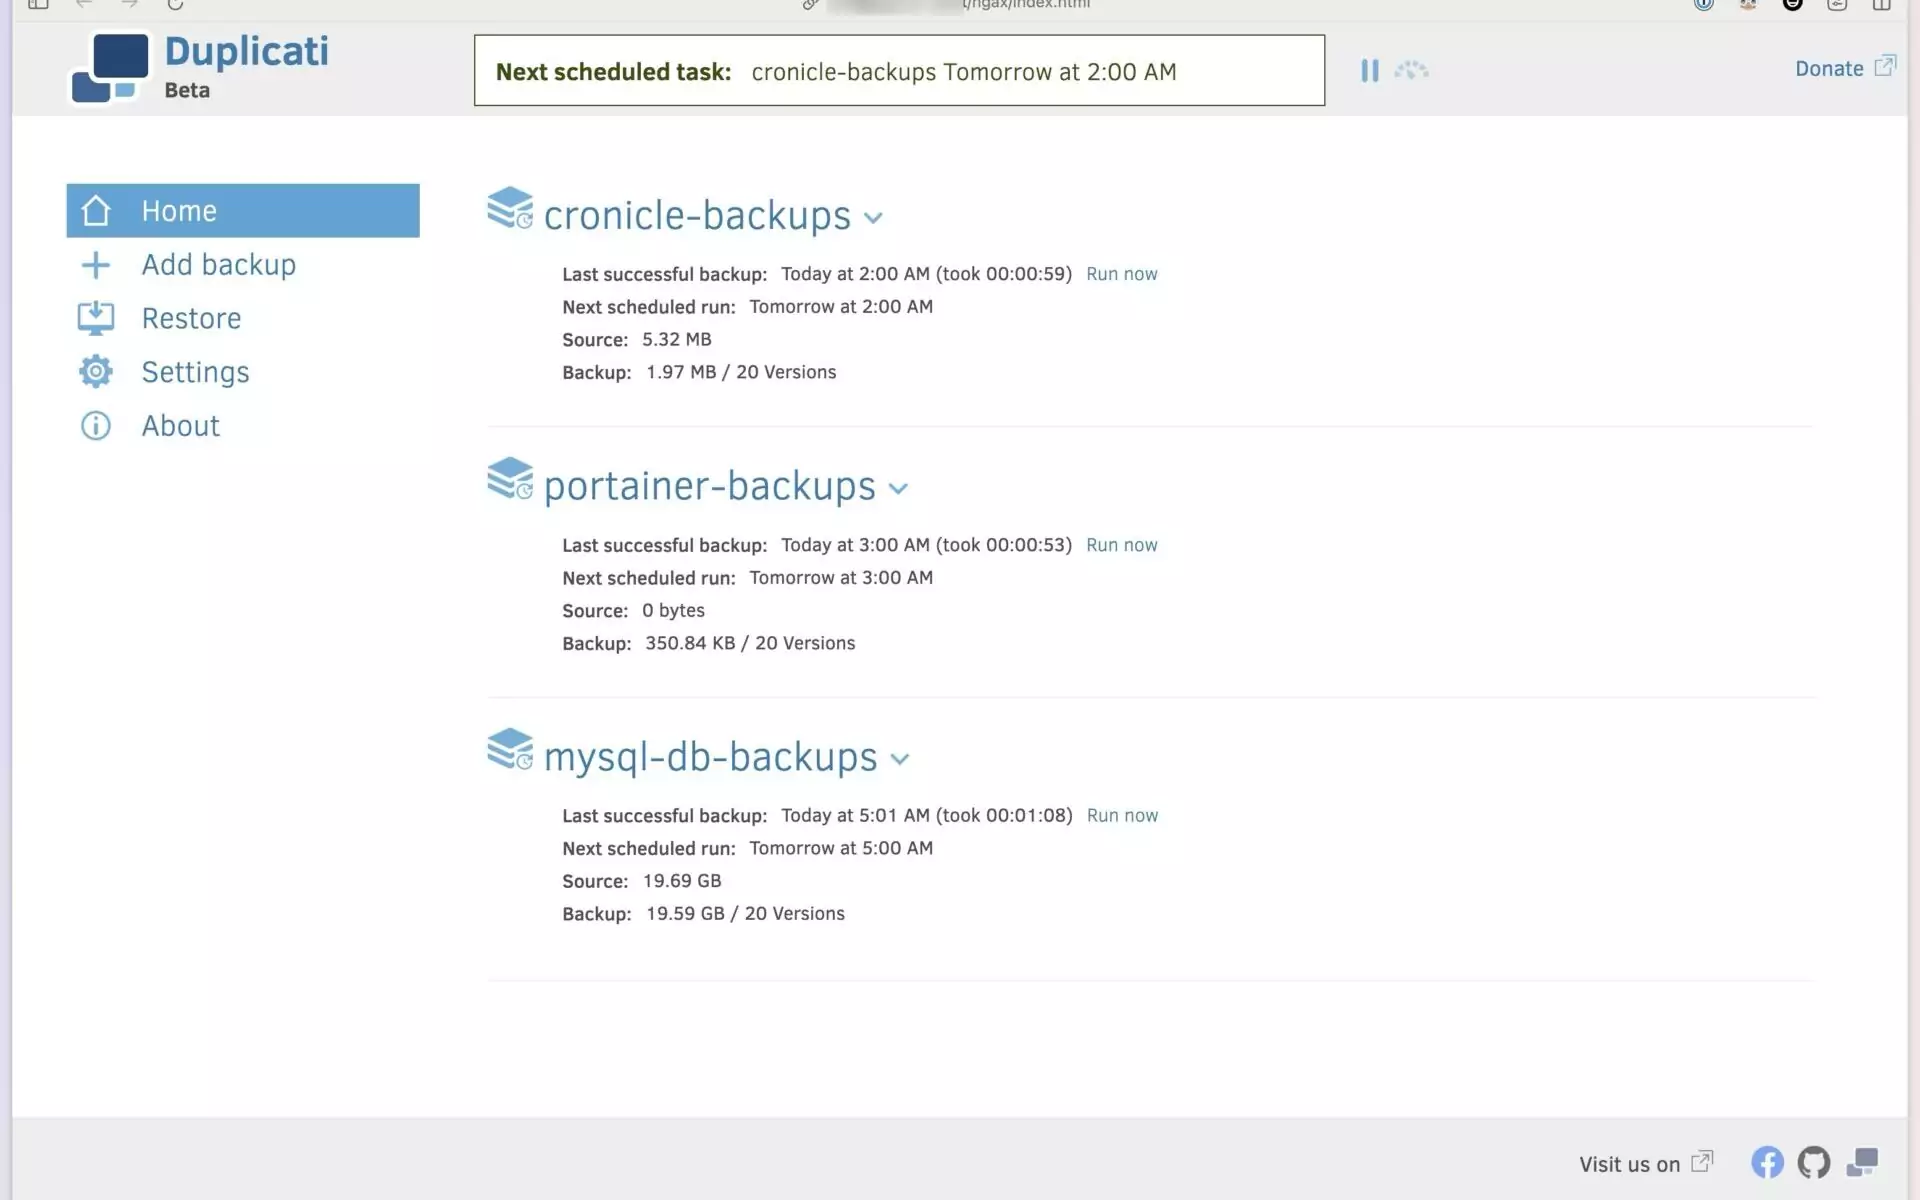 /ngax/index.html
Duplicati
Beta
Next scheduled task: cronicle-backups Tomorrow at 2:00 AM
Donate
Home
Add backup
Restore
Settings
About
cronicle-backups
Last successful backup: Today at 2:00 AM (took 00:00:59) Run now
Next scheduled run: Tomorrow at 2:00 AM
Source: 5.32 MB
Backup: 1.97 MB / 20 Versions
portainer-backups
Last successful backup: Today at 3:00 AM (took 00:00:53) Run now
Next scheduled run: Tomorrow at 3:00 AM
Source: 0 bytes
Backup: 350.84 KB / 20 Versions
mysql-db-backups
Last successful backup: Today at 5:01 AM (took 00:01:08) Run now
Next scheduled run: Tomorrow at 5:00 AM
Source: 19.69 GB
Backup: 19.59 GB / 20 Versions
Visit us on